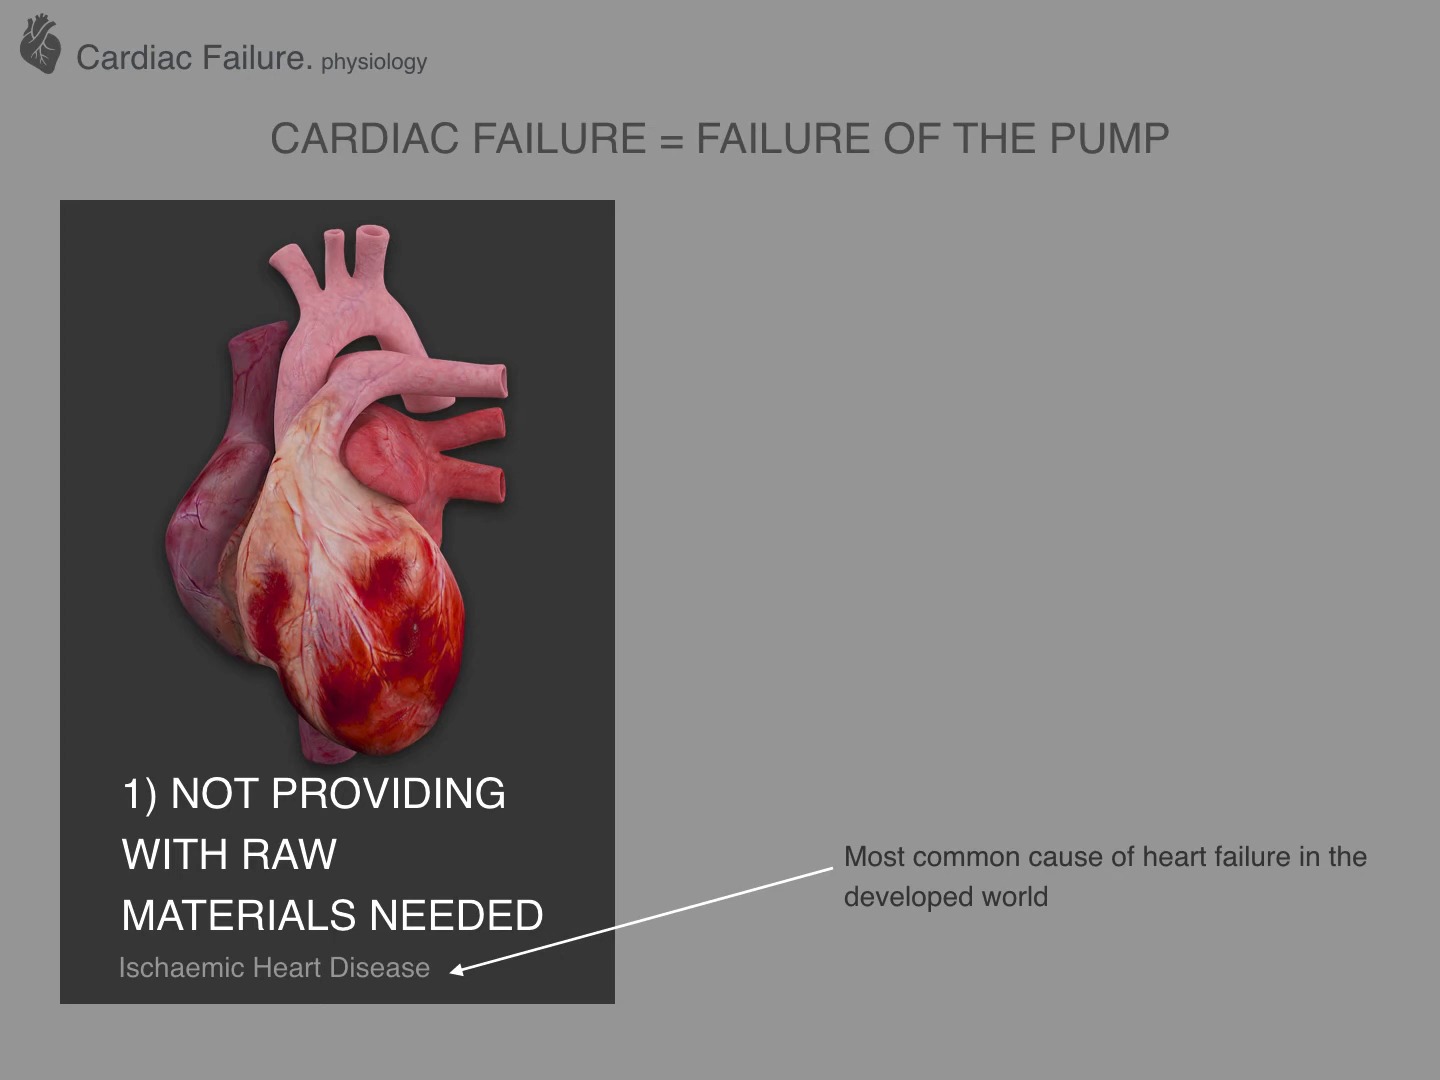 Cardiac Failure. physiology
CARDIAC FAILURE = FAILURE OF THE PUMP
1) NOT PROVIDING
WITH RAW
MATERIALS NEEDED
Ischaemic Heart Disease
Most common cause of heart failure in the
developed world